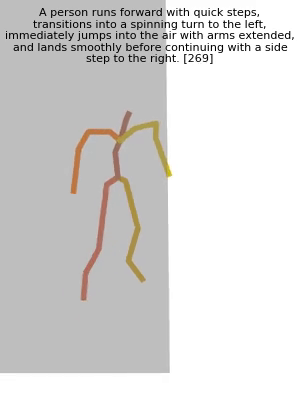 A person runs forward with quick steps,
transitions into a spinning turn to the left,
immediately jumps into the air with arms extended,
and lands smoothly before continuing with a side
step to the right. [269]